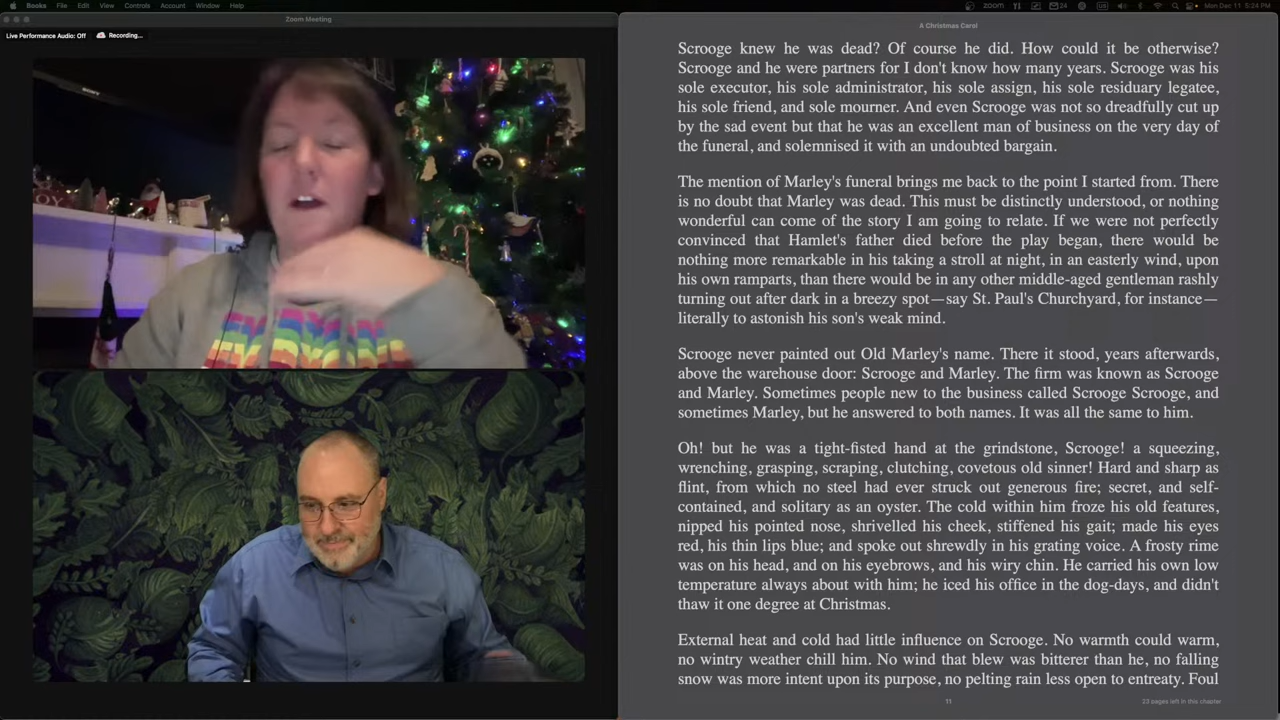 Books File Edit View Controls Account Window Help
zoom
24
US
Mon Dec 11 5:24 PM
Zoom Meeting
Live Performance Audio: Off
Recording...
SONY
OY
A Christmas Carol
Scrooge knew he was dead? Of course he did. How could it be otherwise?
Scrooge and he were partners for I don't know how many years. Scrooge was his
sole executor, his sole administrator, his sole assign, his sole residuary legatee,
his sole friend, and sole mourner. And even Scrooge was not so dreadfully cut up
by the sad event but that he was an excellent man of business on the very day of
the funeral, and solemnised it with an undoubted bargain.
The mention of Marley's funeral brings me back to the point I started from. There
is no doubt that Marley was dead. This must be distinctly understood, or nothing
wonderful can come of the story I am going to relate. If we were not perfectly
convinced that Hamlet's father died before the play began, there would be
nothing more remarkable in his taking a stroll at night, in an easterly wind, upon
his own ramparts, than there would be in any other middle-aged gentleman rashly
turning out after dark in a breezy spot—say St. Paul's Churchyard, for instance—
literally to astonish his son's weak mind.
Scrooge never painted out Old Marley's name. There it stood, years afterwards,
above the warehouse door: Scrooge and Marley. The firm was known as Scrooge
and Marley. Sometimes people new to the business called Scrooge Scrooge, and
sometimes Marley, but he answered to both names. It was all the same to him.
Oh! but he was a tight-fisted hand at the grindstone, Scrooge! a squeezing,
wrenching, grasping, scraping, clutching, covetous old sinner! Hard and sharp as
flint, from which no steel had ever struck out generous fire; secret, and self-
contained, and solitary as an oyster. The cold within him froze his old features,
nipped his pointed nose, shrivelled his cheek, stiffened his gait; made his eyes
red, his thin lips blue; and spoke out shrewdly in his grating voice. A frosty rime
was on his head, and on his eyebrows, and his wiry chin. He carried his own low
temperature always about with him; he iced his office in the dog-days, and didn't
thaw it one degree at Christmas.
External heat and cold had little influence on Scrooge. No warmth could warm,
no wintry weather chill him. No wind that blew was bitterer than he, no falling
snow was more intent upon its purpose, no pelting rain less open to entreaty. Foul
11
23 pages left in this chapter